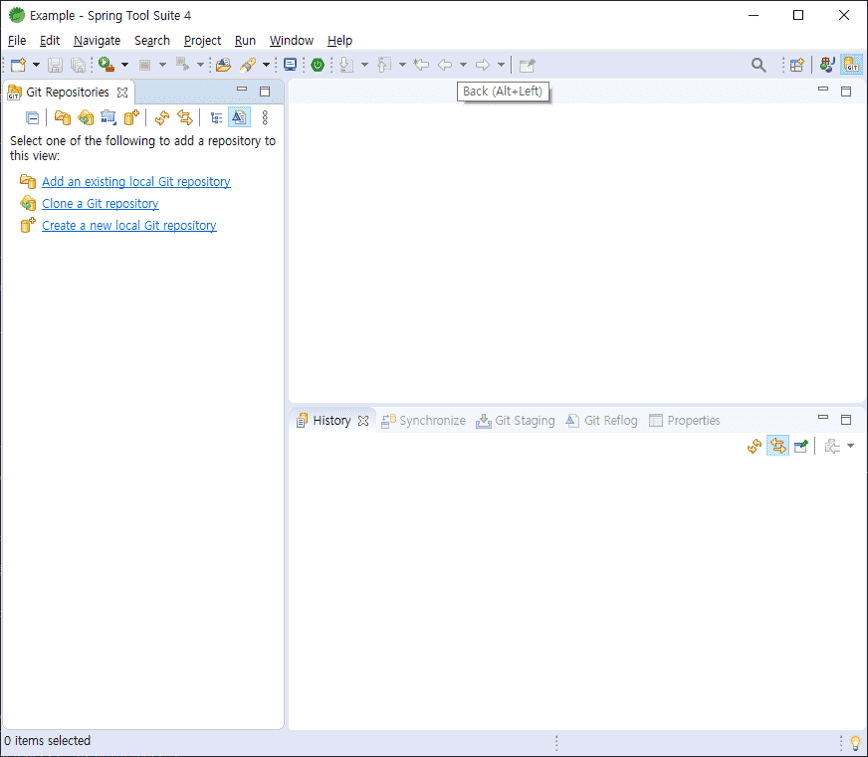 Example - Spring Tool Suite 4
File Edit Navigate Search Project Run Window Help
GIT
Back (Alt+Left)
GIT Git Repositories
Select one of the following to add a repository to
this view:
Add an existing local Git repository
Clone a Git repository
Create a new local Git repository
History Synchronize Git Staging Git Reflog Properties
0 items selected